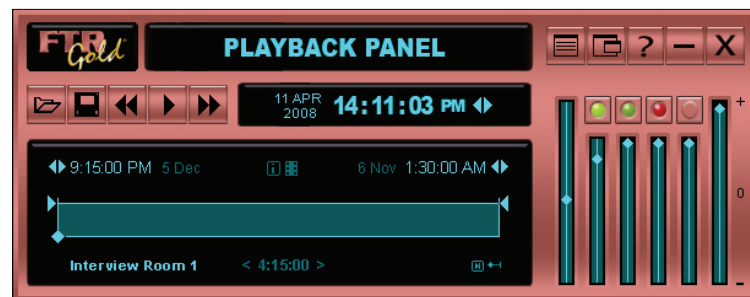 FTR Gold
PLAYBACK PANEL
? – X
11 APR 2008 14:11:03 PM
9:15:00 PM 5 Dec 6 Nov 1:30:00 AM
Interview Room 1 < 4:15:00 >
+
0
-